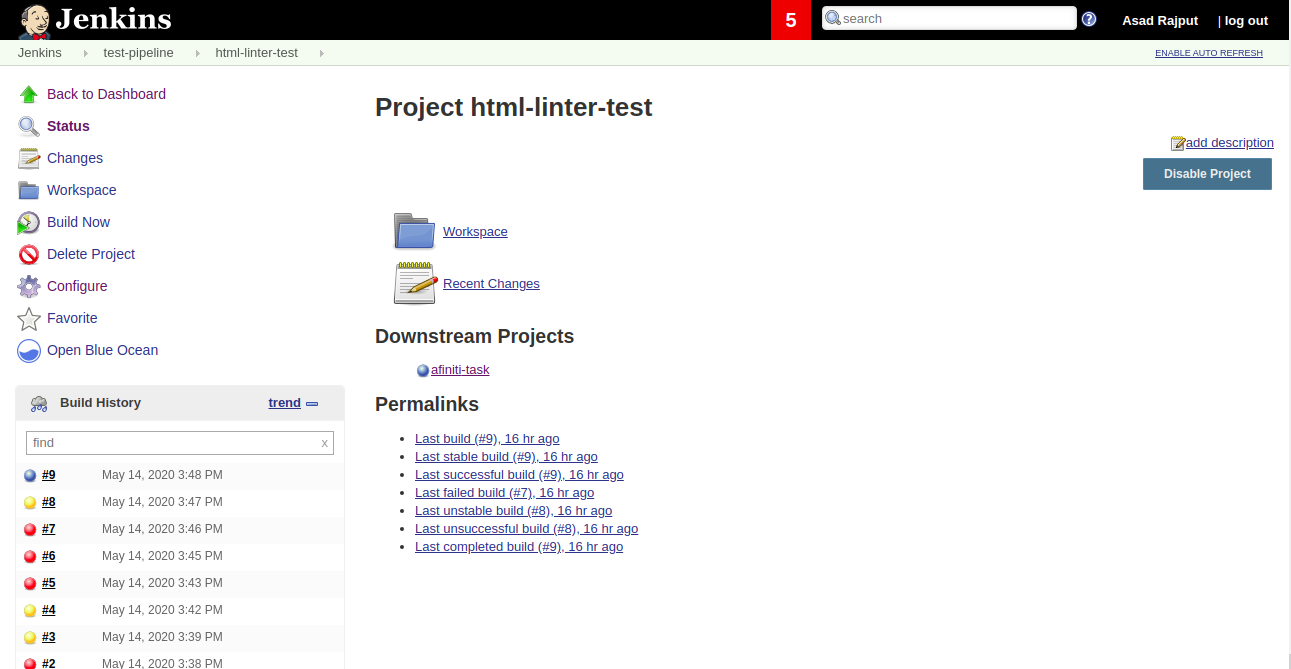 Jenkins
5
search
?
Asad Rajput
| log out
Jenkins
test-pipeline
html-linter-test
ENABLE AUTO REFRESH
Back to Dashboard
Status
Changes
Workspace
Build Now
Delete Project
Configure
Favorite
Open Blue Ocean
Build History
trend
find
x
#9 May 14, 2020 3:48 PM
#8 May 14, 2020 3:47 PM
#7 May 14, 2020 3:46 PM
#6 May 14, 2020 3:45 PM
#5 May 14, 2020 3:43 PM
#4 May 14, 2020 3:42 PM
#3 May 14, 2020 3:39 PM
#2 May 14, 2020 3:38 PM
Project html-linter-test
add description
Disable Project
Workspace
Recent Changes
Downstream Projects
afiniti-task
Permalinks
Last build (#9), 16 hr ago
Last stable build (#9), 16 hr ago
Last successful build (#9), 16 hr ago
Last failed build (#7), 16 hr ago
Last unstable build (#8), 16 hr ago
Last unsuccessful build (#8), 16 hr ago
Last completed build (#9), 16 hr ago